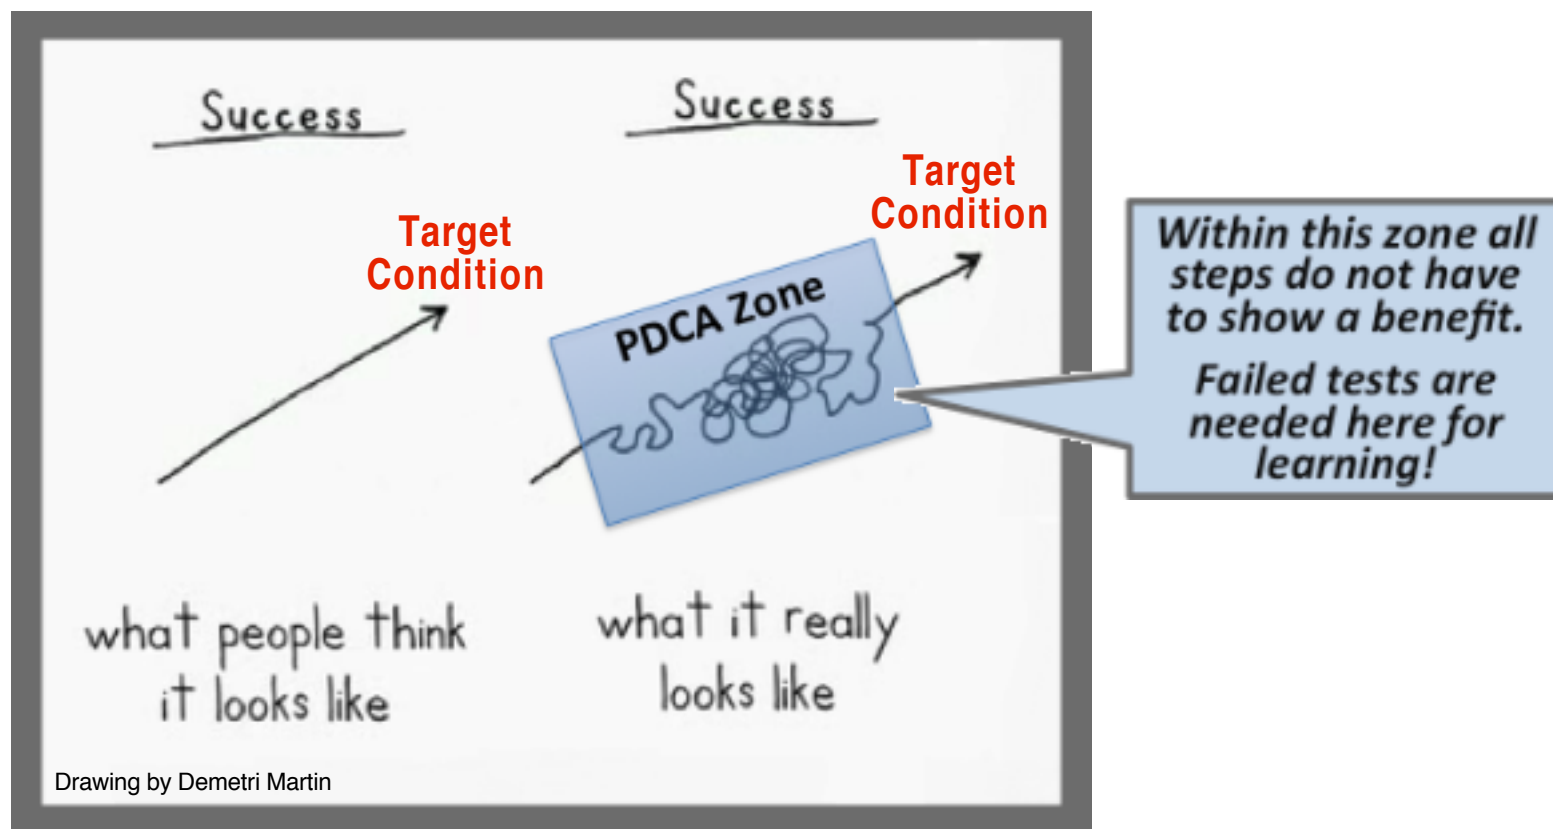 Success
Target
Condition
what people think
it looks like
Success
Target
Condition
PDCA Zone
what it really
looks like
Within this zone all
steps do not have
to show a benefit.
Failed tests are
needed here for
learning!
Drawing by Demetri Martin